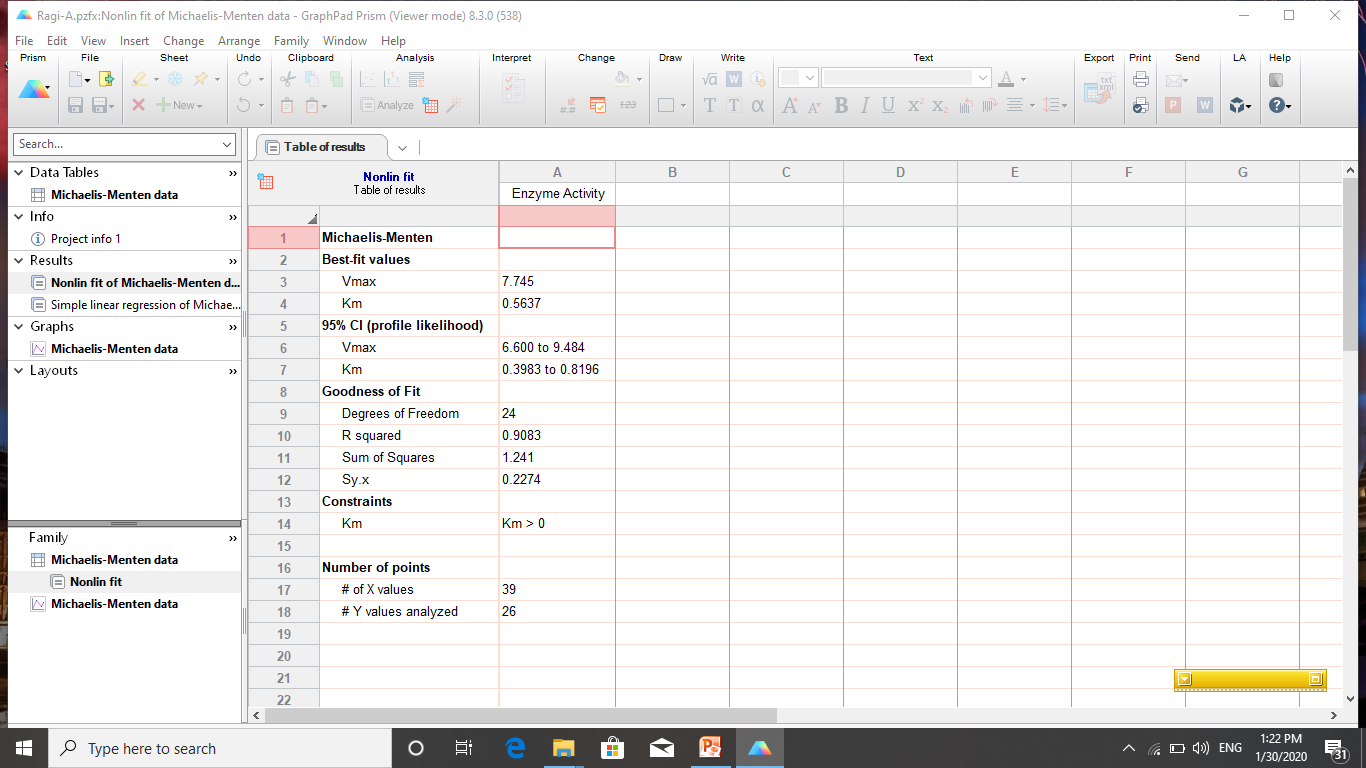 Ragi-A.pzfx:Nonlin fit of Michaelis-Menten data - GraphPad Prism (Viewer mode) 8.3.0 (538)
File Edit View Insert Change Arrange Family Window Help
Prism File Sheet Undo Clipboard Analysis Interpret Change Draw Write Text Export Print Send LA Help
New
Analyze
Search...
Data Tables
Michaelis-Menten data
Info
Project info 1
Results
Nonlin fit of Michaelis-Menten d...
Simple linear regression of Michae...
Graphs
Michaelis-Menten data
Layouts
Family
Michaelis-Menten data
Nonlin fit
Michaelis-Menten data
Table of results
Nonlin fit
Table of results
A B C D E F G
Enzyme Activity
1 Michaelis-Menten
2 Best-fit values
3 Vmax 7.745
4 Km 0.5637
5 95% CI (profile likelihood)
6 Vmax 6.600 to 9.484
7 Km 0.3983 to 0.8196
8 Goodness of Fit
9 Degrees of Freedom 24
10 R squared 0.9083
11 Sum of Squares 1.241
12 Sy.x 0.2274
13 Constraints
14 Km Km > 0
15
16 Number of points
17 # of X values 39
18 # Y values analyzed 26
19
20
21
22
Type here to search
ENG
1:22 PM
1/30/2020
31